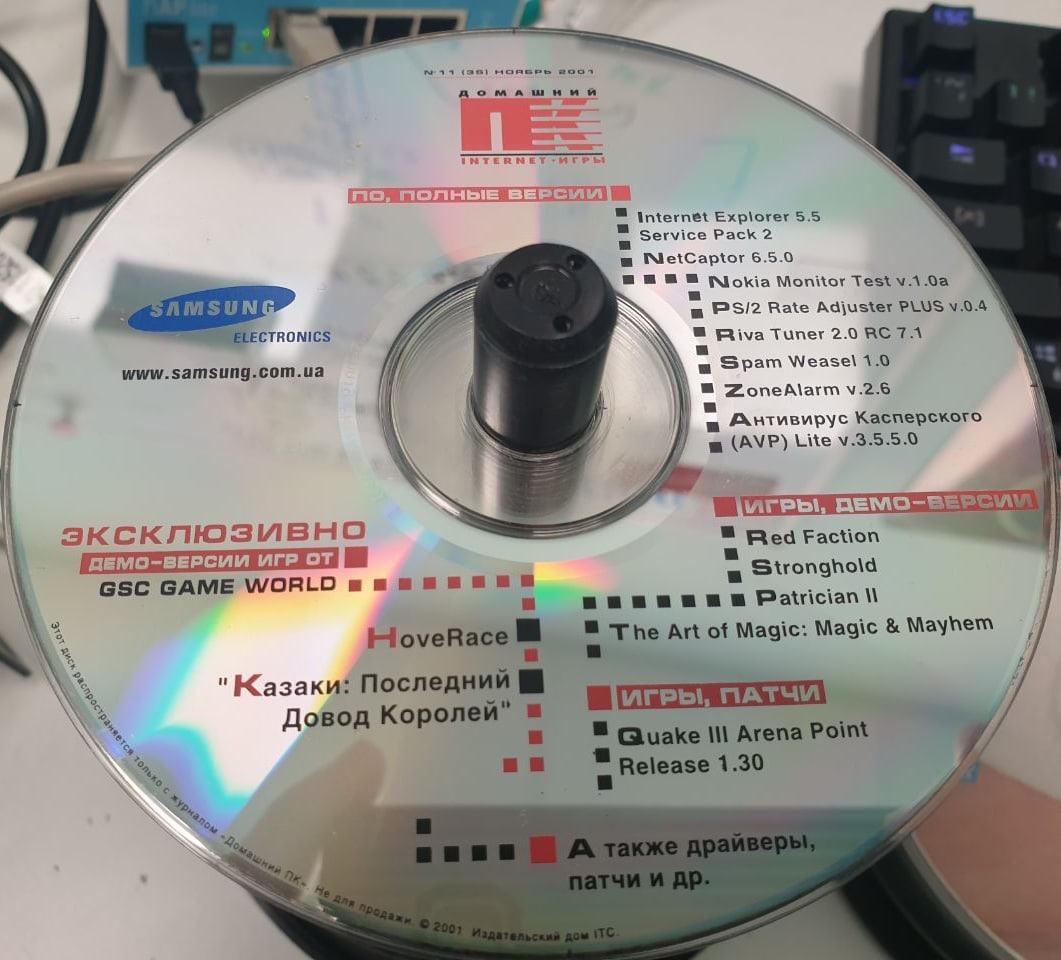 №11 (35) НОЯБРЬ 2001
ДОМАШНИЙ
ПК
INTERNET·ИГРЫ
ПО, ПОЛНЫЕ ВЕРСИИ
Internet Explorer 5.5
Service Pack 2
NetCaptor 6.5.0
Nokia Monitor Test v.1.0a
PS/2 Rate Adjuster PLUS v.0.4
Riva Tuner 2.0 RC 7.1
Spam Weasel 1.0
ZoneAlarm v.2.6
Антивирус Касперского
(AVP) Lite v.3.5.5.0
SAMSUNG
ELECTRONICS
www.samsung.com.ua
ИГРЫ, ДЕМО-ВЕРСИИ
Red Faction
Stronghold
Patrician II
The Art of Magic: Magic & Mayhem
ЭКСКЛЮЗИВНО
ДЕМО-ВЕРСИИ ИГР ОТ
GSC GAME WORLD
HoveRace
"Казаки: Последний
Довод Королей"
ИГРЫ, ПАТЧИ
Quake III Arena Point
Release 1.30
А также драйверы,
патчи и др.
Этот диск распространяется только с журналом «Домашний ПК». Не для продажи. © 2001 Издательский дом ITC.
ESC